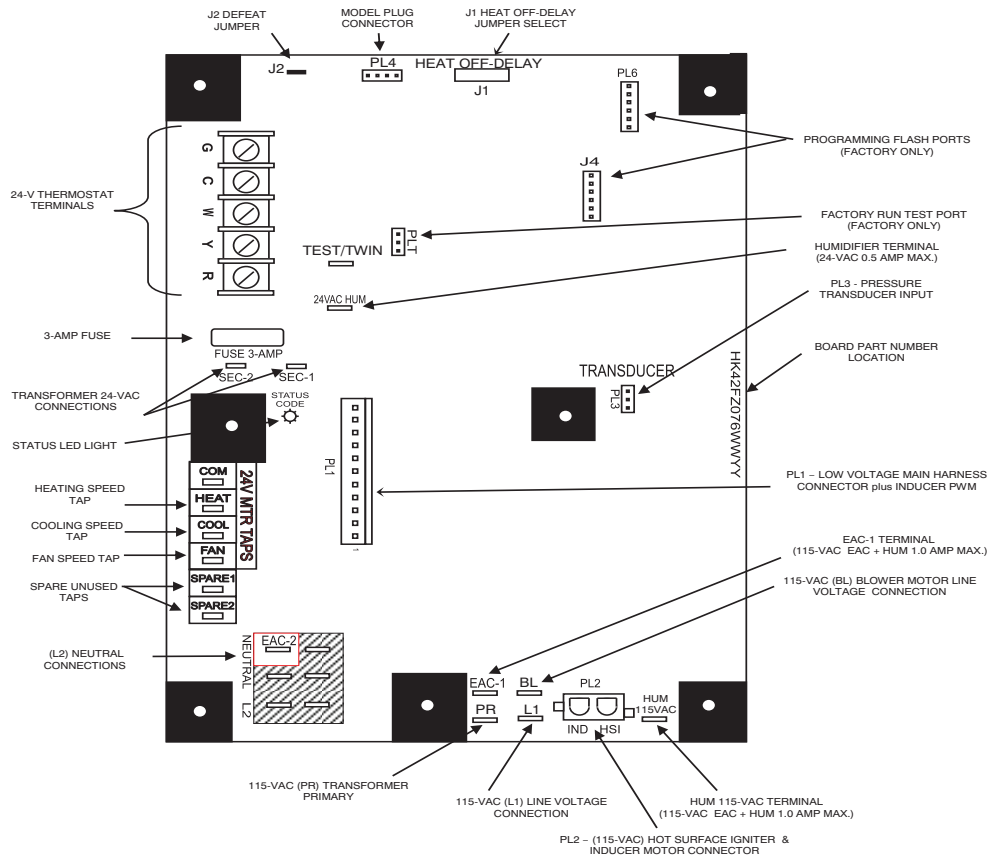 J2 DEFEAT
JUMPER
MODEL PLUG
CONNECTOR
J1 HEAT OFF-DELAY
JUMPER SELECT
J2
PL4
HEAT OFF-DELAY
J1
PL6
PROGRAMMING FLASH PORTS
(FACTORY ONLY)
J4
24-V THERMOSTAT
TERMINALS
G
C
W
Y
R
FACTORY RUN TEST PORT
(FACTORY ONLY)
PLT
TEST/TWIN
HUMIDIFIER TERMINAL
(24-VAC 0.5 AMP MAX.)
24VAC HUM
PL3 - PRESSURE
TRANSDUCER INPUT
3-AMP FUSE
FUSE 3-AMP
BOARD PART NUMBER
LOCATION
SEC-2
SEC-1
TRANSDUCER
PL3
HK42FZ076WWYY
TRANSFORMER 24-VAC
CONNECTIONS
STATUS
CODE
STATUS LED LIGHT
PL1
1
COM
HEAT
COOL
FAN
SPARE1
SPARE2
24V MTR TAPS
HEATING SPEED
TAP
COOLING SPEED
TAP
FAN SPEED TAP
SPARE UNUSED
TAPS
PL1 – LOW VOLTAGE MAIN HARNESS
CONNECTOR plus INDUCER PWM
EAC-1 TERMINAL
(115-VAC EAC + HUM 1.0 AMP MAX.)
115-VAC (BL) BLOWER MOTOR LINE
VOLTAGE CONNECTION
(L2) NEUTRAL
CONNECTIONS
NEUTRAL L2
EAC-2
EAC-1
BL
PL2
HUM
115VAC
PR
L1
IND HSI
115-VAC (PR) TRANSFORMER
PRIMARY
115-VAC (L1) LINE VOLTAGE
CONNECTION
HUM 115-VAC TERMINAL
(115-VAC EAC + HUM 1.0 AMP MAX.)
PL2 – (115-VAC) HOT SURFACE IGNITER &
INDUCER MOTOR CONNECTOR